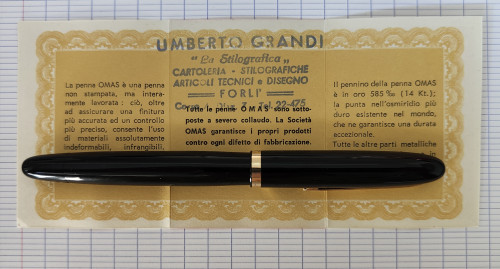 UMBERTO GRANDI
"La Stilografica"
CARTOLERIA - STILOGRAFICHE
ARTICOLI TECNICI e DISEGNO
FORLI'
Tel. 22-475
La penna OMAS è una penna
non stampata, ma intera-
mente lavorata : ciò, oltre
ad assicurare una finitura
più accurata ed un controllo
più preciso, consente l'uso
di materiali assolutamente
indeformabili, infrangibili,
Tutte le penne OMAS sono sotto-
poste a severo collaudo. La Società
OMAS garantisce i propri prodotti
contro ogni difetto di fabbricazione.
Il pennino della penna OMAS
è in oro 585 ‰ (14 Kt.);
la punta nell'osmiridio più
duro esistente nel mondo,
che ne garantisce una durata
eccezionale.
Tutte le altre parti metalliche